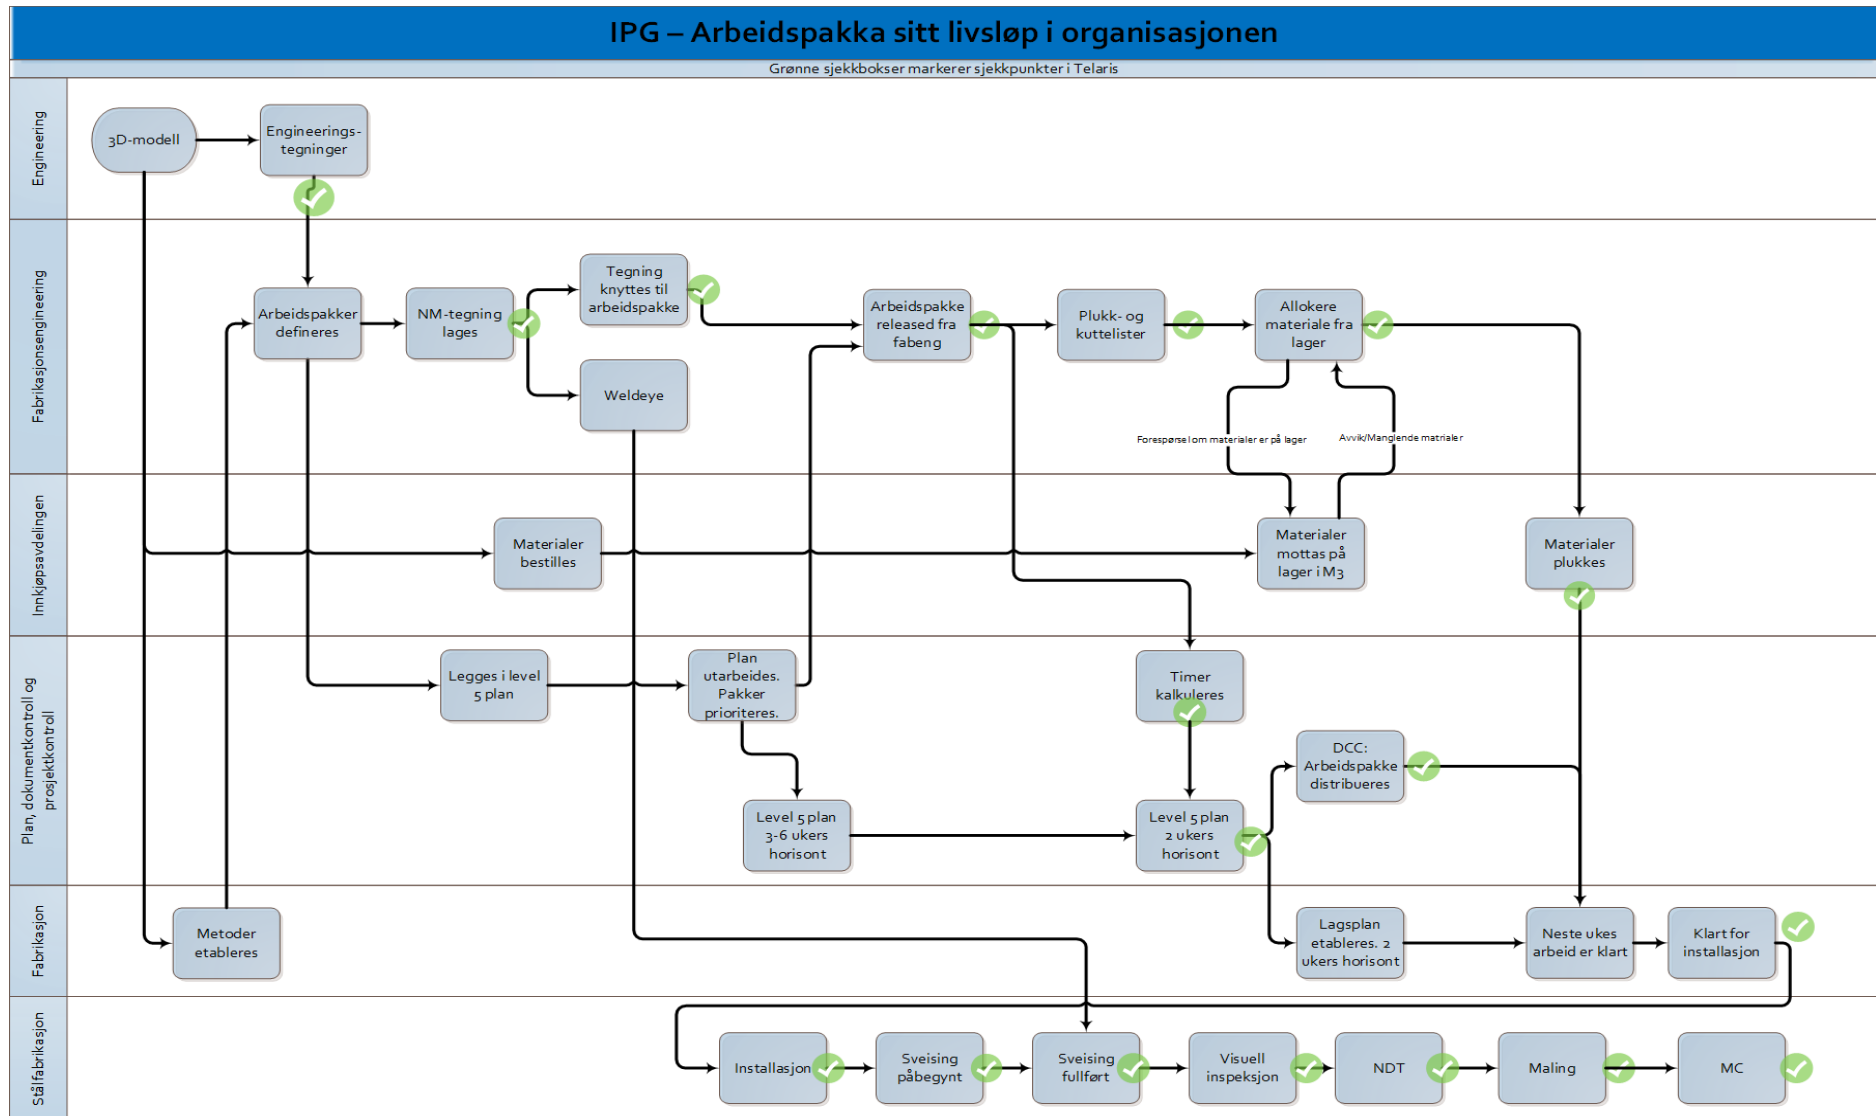 IPG – Arbeidspakka sitt livsløp i organisasjonen
Grønne sjekkbokser markerer sjekkpunkter i Telaris
Engineering
3D-modell
Engineerings-
tegninger
Fabrikasjonsengineering
Arbeidspakker
defineres
NM-tegning
lages
Tegning
knyttes til
arbeidspakke
Weldeye
Arbeidspakke
released fra
fabeng
Plukk- og
kuttelister
Allokere
materiale fra
lager
Forespørsel om materialer er på lager
Avvik/Manglende matrialer
Innkjøpsavdelingen
Materialer
bestilles
Materialer
mottas på
lager i M3
Materialer
plukkes
Plan, dokumentkontroll og
prosjektkontroll
Legges i level
5 plan
Plan
utarbeides.
Pakker
prioriteres.
Timer
kalkuleres
DCC:
Arbeidspakke
distribueres
Level 5 plan
3-6 ukers
horisont
Level 5 plan
2 ukers
horisont
Fabrikasjon
Metoder
etableres
Lagsplan
etableres. 2
ukers horisont
Neste ukes
arbeid er klart
Klart for
installasjon
Stålfabrikasjon
Installasjon
Sveising
påbegynt
Sveising
fullført
Visuell
inspeksjon
NDT
Maling
MC